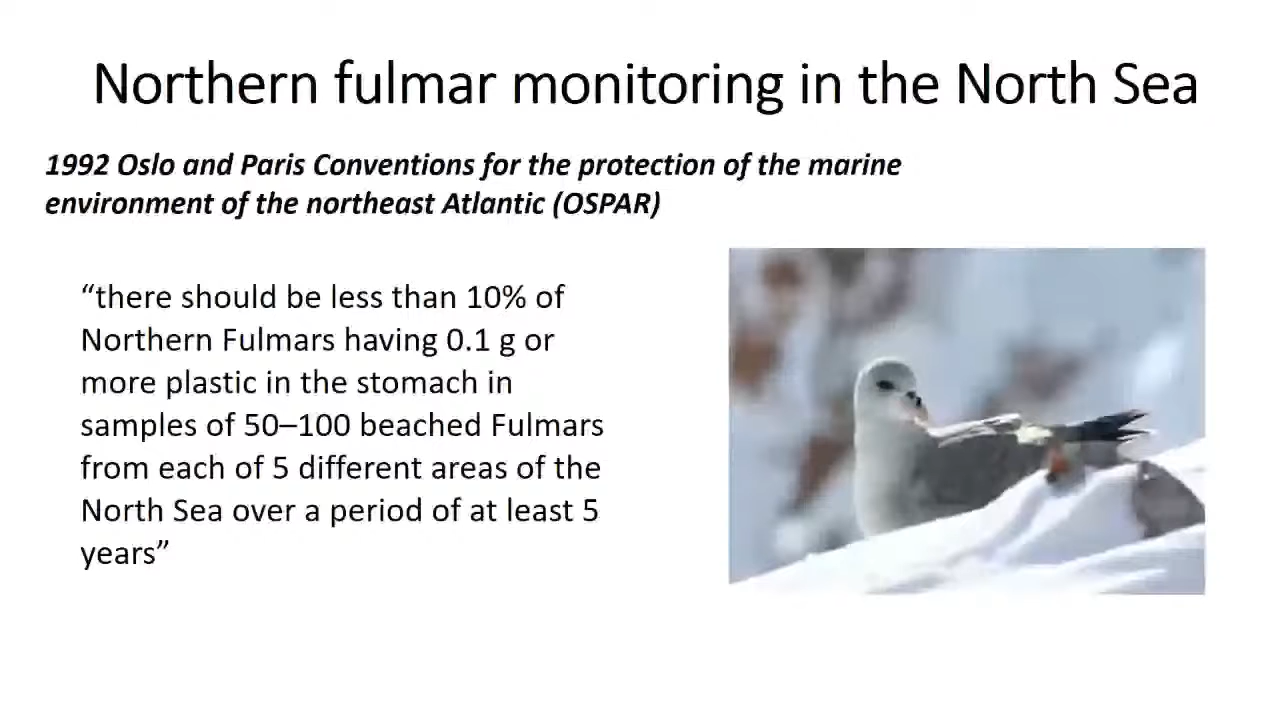 Northern fulmar monitoring in the North Sea
1992 Oslo and Paris Conventions for the protection of the marine
environment of the northeast Atlantic (OSPAR)
“there should be less than 10% of
Northern Fulmars having 0.1 g or
more plastic in the stomach in
samples of 50–100 beached Fulmars
from each of 5 different areas of the
North Sea over a period of at least 5
years”